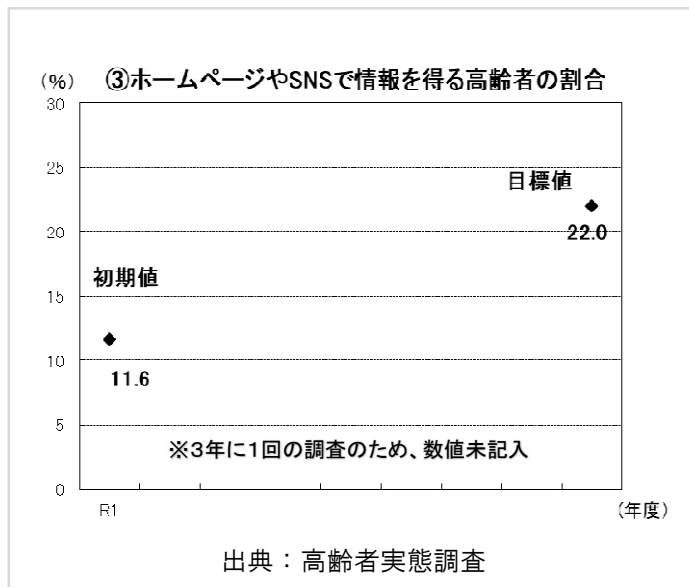 (%) ③ホームページやSNSで情報を得る高齢者の割合
30
25
目標値
22.0
20
初期値
15
11.6
10
5
※3年に1回の調査のため、数値未記入
0
R1
(年度)
出典：高齢者実態調査